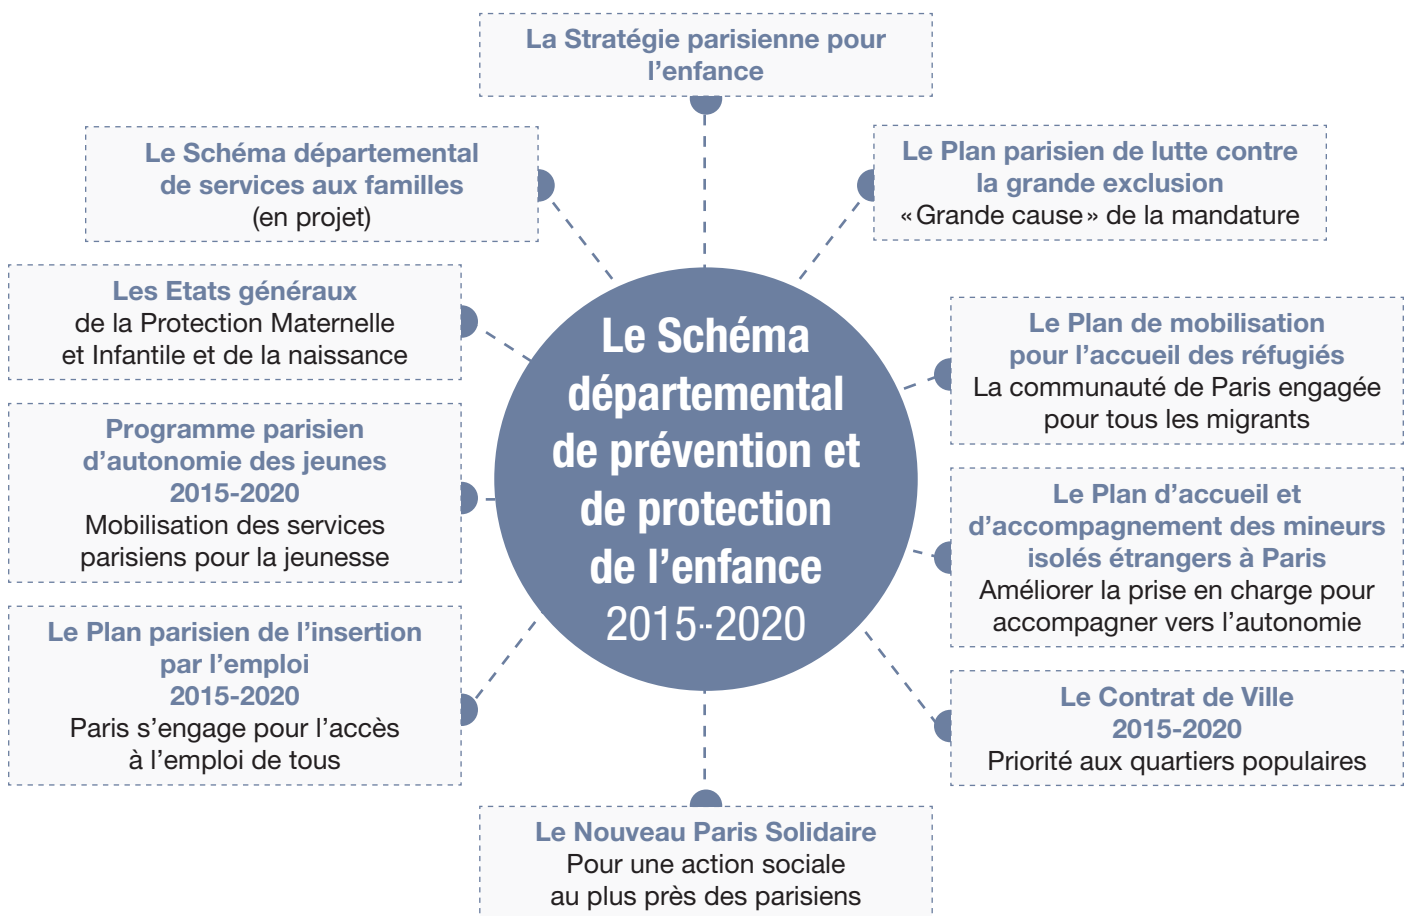 La Stratégie parisienne pour
l’enfance
Le Schéma départemental
de services aux familles
(en projet)
Le Plan parisien de lutte contre
la grande exclusion
«Grande cause» de la mandature
Les Etats généraux
de la Protection Maternelle
et Infantile et de la naissance
Le Plan de mobilisation
pour l’accueil des réfugiés
La communauté de Paris engagée
pour tous les migrants
Le Schéma
départemental
de prévention et
de protection
de l’enfance
2015--2020
Programme parisien
d’autonomie des jeunes
2015-2020
Mobilisation des services
parisiens pour la jeunesse
Le Plan d’accueil et
d’accompagnement des mineurs
isolés étrangers à Paris
Améliorer la prise en charge pour
accompagner vers l’autonomie
Le Plan parisien de l’insertion
par l’emploi
2015-2020
Paris s’engage pour l’accès
à l’emploi de tous
Le Contrat de Ville
2015-2020
Priorité aux quartiers populaires
Le Nouveau Paris Solidaire
Pour une action sociale
au plus près des parisiens